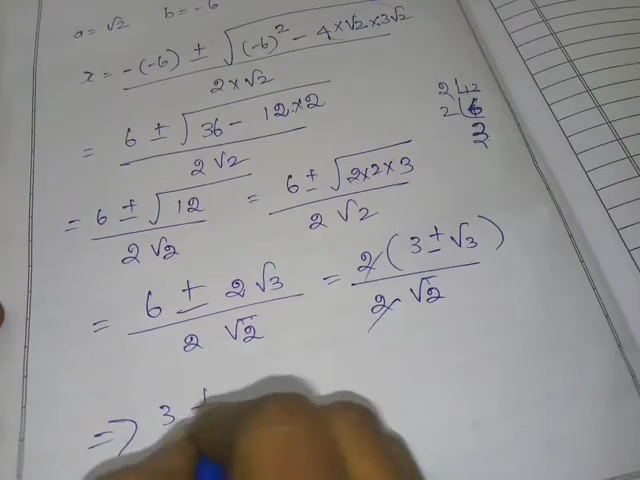 a = √2 b = -6
x = -(-6) ± √(-6)² - 4×√2×3√2 / 2×√2
= 6 ± √36 - 12×2 / 2√2
2 12
2 6
= 6 ± √12 / 2√2 = 6 ± √2×2×3 / 2√2
= 6 ± 2√3 / 2√2 = 2(3 ± √3) / 2√2
⇒ 3 ±